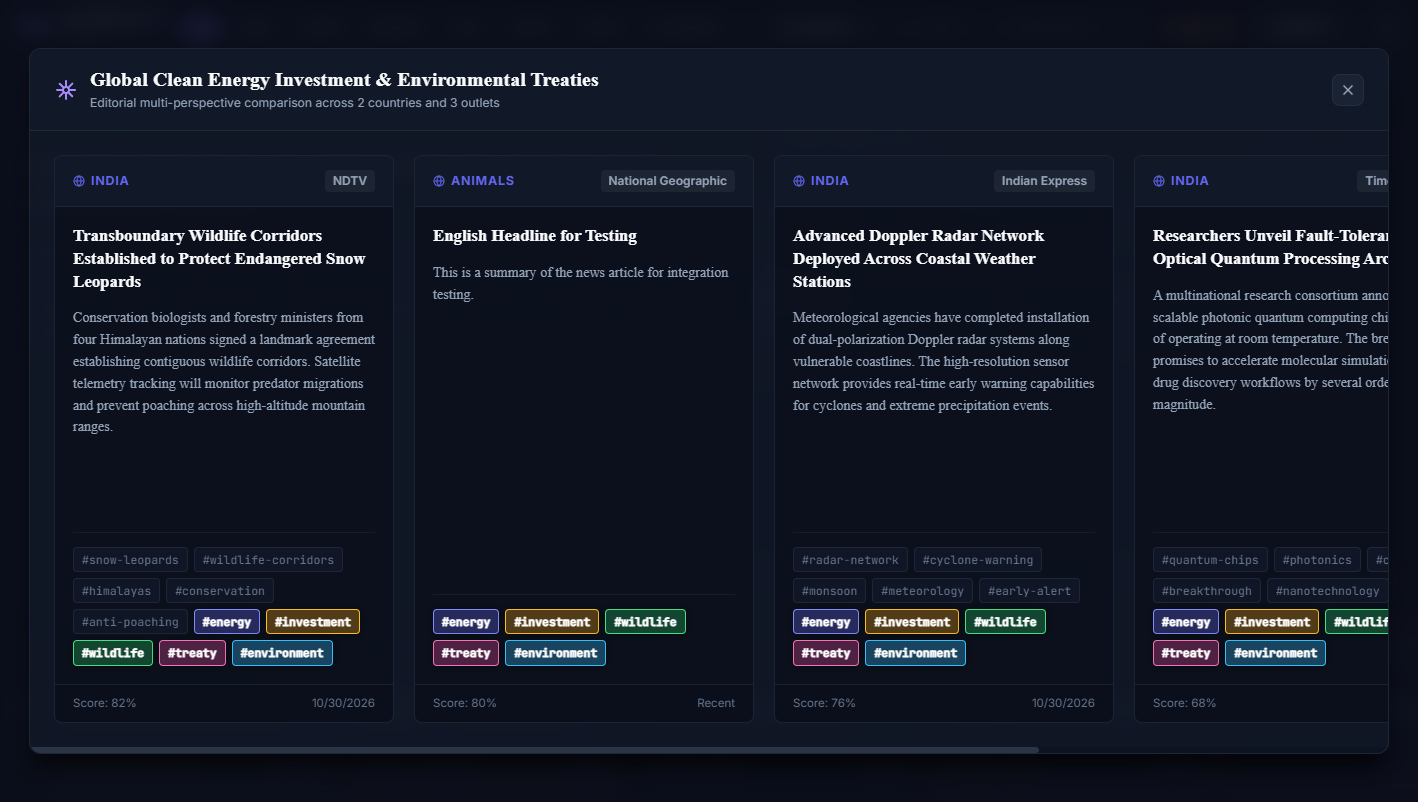 Global Clean Energy Investment & Environmental Treaties
Editorial multi-perspective comparison across 2 countries and 3 outlets
INDIA
NDTV
Transboundary Wildlife Corridors
Established to Protect Endangered Snow
Leopards
Conservation biologists and forestry ministers from
four Himalayan nations signed a landmark agreement
establishing contiguous wildlife corridors. Satellite
telemetry tracking will monitor predator migrations
and prevent poaching across high-altitude mountain
ranges.
#snow-leopards #wildlife-corridors
#himalayas #conservation
#anti-poaching #energy #investment
#wildlife #treaty #environment
Score: 82% 10/30/2026
ANIMALS
National Geographic
English Headline for Testing
This is a summary of the news article for integration
testing.
#energy #investment #wildlife
#treaty #environment
Score: 80% Recent
INDIA
Indian Express
Advanced Doppler Radar Network
Deployed Across Coastal Weather
Stations
Meteorological agencies have completed installation
of dual-polarization Doppler radar systems along
vulnerable coastlines. The high-resolution sensor
network provides real-time early warning capabilities
for cyclones and extreme precipitation events.
#radar-network #cyclone-warning
#monsoon #meteorology #early-alert
#energy #investment #wildlife
#treaty #environment
Score: 76% 10/30/2026
INDIA
Researchers Unveil
Optical Quantum Processing
A multinational research consortium
scalable photonic quantum computing
of operating at room temperature. The
promises to accelerate molecular
drug discovery workflows by several
magnitude.
#quantum-chips #photonics
#breakthrough #nanotechnology
#energy #investment
#treaty #environment
Score: 68%